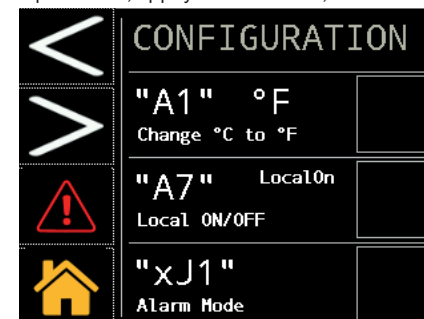 CONFIGURATION
"A1" °F
Change °C to °F
"A7" LocalOn
Local ON/OFF
"xJ1"
Alarm Mode